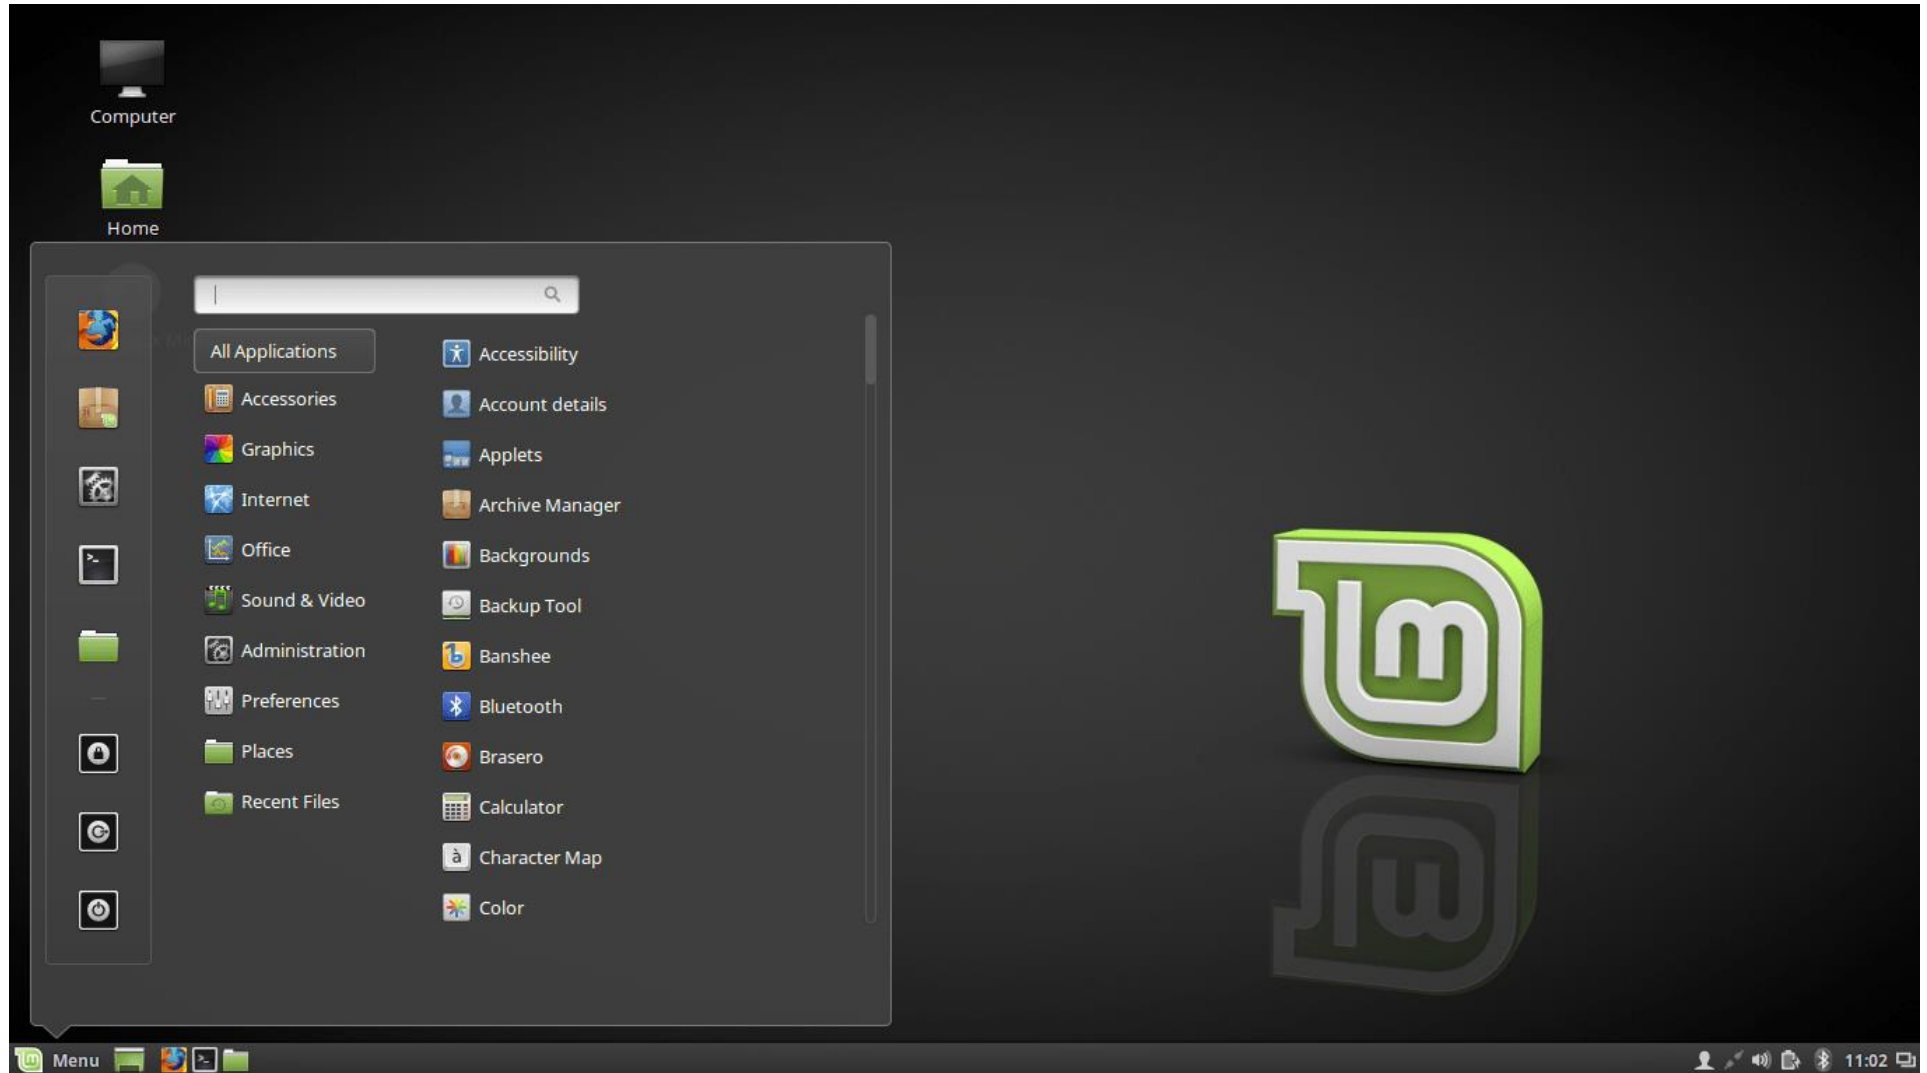 Computer
Home
All Applications
Accessories
Graphics
Internet
Office
Sound & Video
Administration
Preferences
Places
Recent Files
Accessibility
Account details
Applets
Archive Manager
Backgrounds
Backup Tool
Banshee
Bluetooth
Brasero
Calculator
Character Map
Color
lm
Menu
11:02